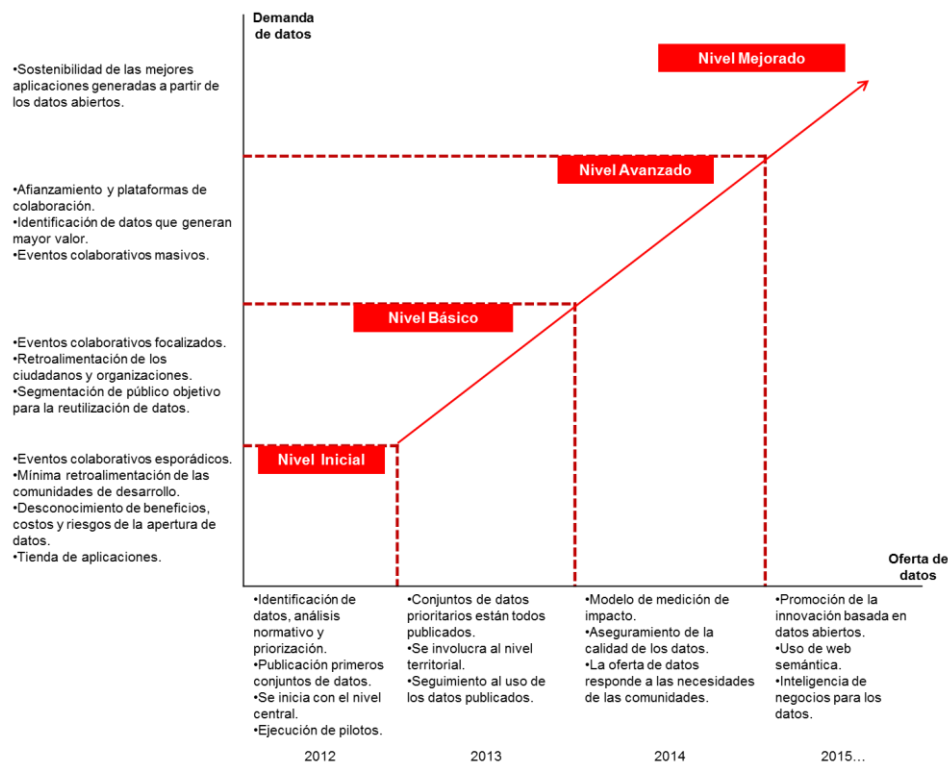 Demanda
de datos
Nivel Mejorado
•Sostenibilidad de las mejores
aplicaciones generadas a partir de
los datos abiertos.
Nivel Avanzado
•Afianzamiento y plataformas de
colaboración.
•Identificación de datos que generan
mayor valor.
•Eventos colaborativos masivos.
Nivel Básico
•Eventos colaborativos focalizados.
•Retroalimentación de los
ciudadanos y organizaciones.
•Segmentación de público objetivo
para la reutilización de datos.
Nivel Inicial
•Eventos colaborativos esporádicos.
•Mínima retroalimentación de las
comunidades de desarrollo.
•Desconocimiento de beneficios,
costos y riesgos de la apertura de
datos.
•Tienda de aplicaciones.
Oferta de
datos
•Identificación de
datos, análisis
normativo y
priorización.
•Publicación primeros
conjuntos de datos.
•Se inicia con el nivel
central.
•Ejecución de pilotos.
•Conjuntos de datos
prioritarios están todos
publicados.
•Se involucra al nivel
territorial.
•Seguimiento al uso de
los datos publicados.
•Modelo de medición de
impacto.
•Aseguramiento de la
calidad de los datos.
•La oferta de datos
responde a las necesidades
de las comunidades.
•Promoción de la
innovación basada en
datos abiertos.
•Uso de web
semántica.
•Inteligencia de
negocios para los
datos.
2012
2013
2014
2015…